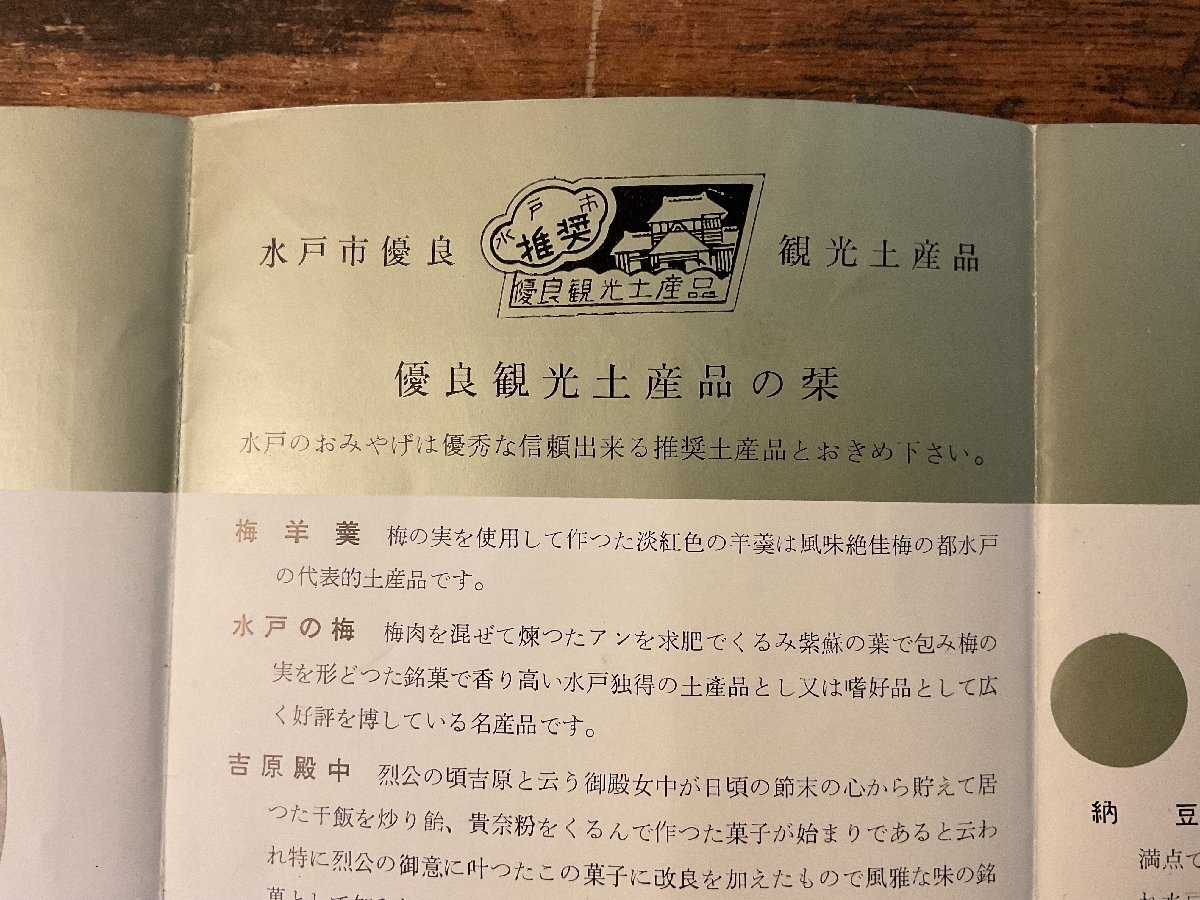 水戸市優良
水戸市
推奨
優良観光土産品
観光土産品
優良観光土産品の栞
水戸のおみやげは優秀な信頼出来る推奨土産品とおきめ下さい。
梅羊羹 梅の実を使用して作つた淡紅色の羊羹は風味絶佳梅の都水戸
の代表的土産品です。
水戸の梅 梅肉を混ぜて煉つたアンを求肥でくるみ紫蘇の葉で包み梅の
実を形どつた銘菓で香り高い水戸独得の土産品とし又は嗜好品として広
く好評を博している名産品です。
吉原殿中 烈公の頃吉原と云う御殿女中が日頃の節末の心から貯えて居
つた干飯を炒り飴、貴奈粉をくるんで作つた菓子が始まりであると云わ
れ特に烈公の御意に叶つたこの菓子に改良を加えたもので風雅な味の銘
菓として
納豆
満点で